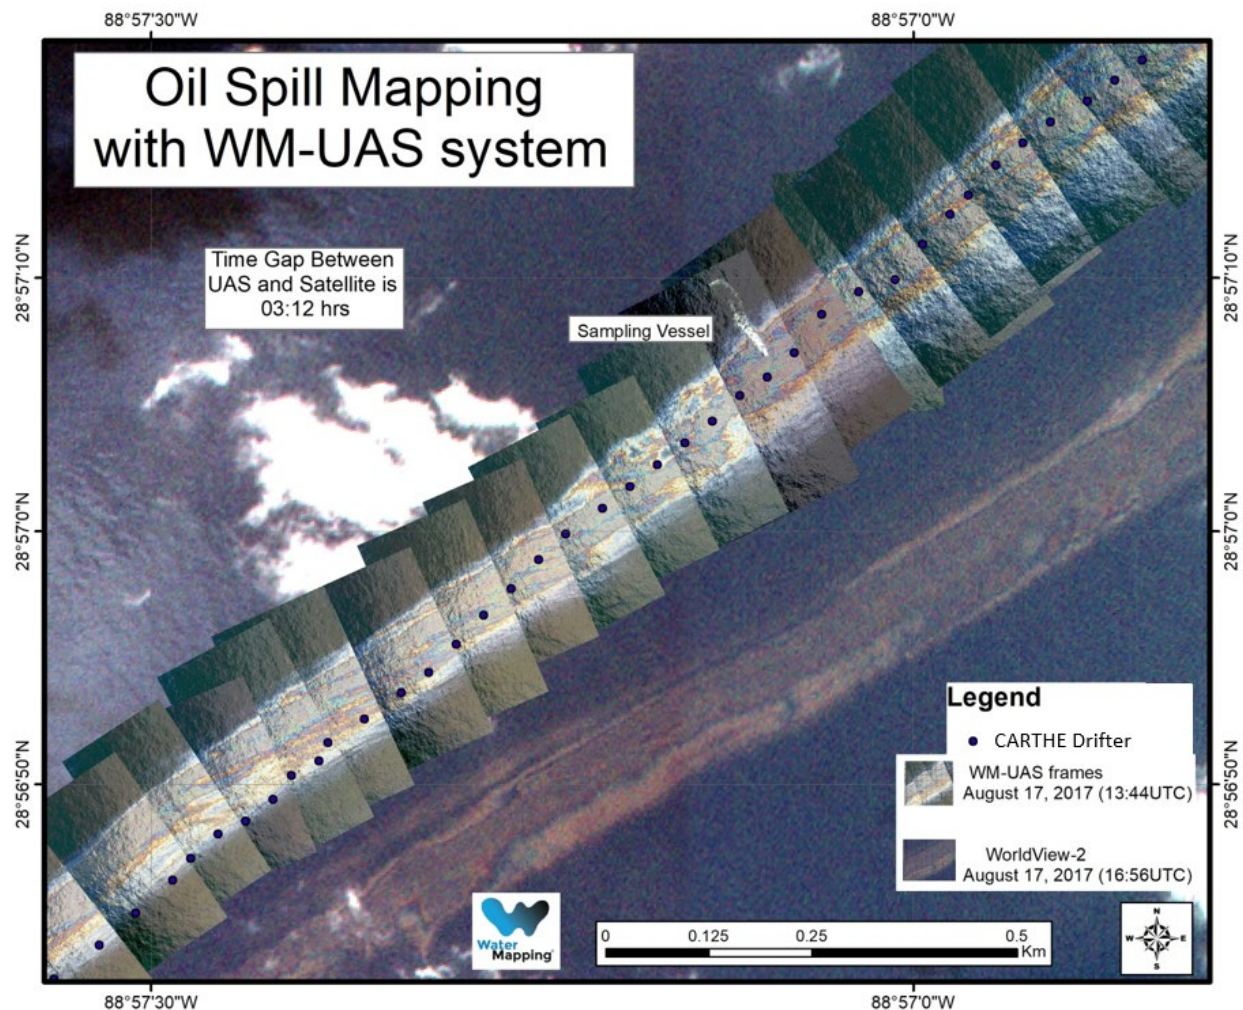 88°57'30"W
88°57'0"W
Oil Spill Mapping
with WM-UAS system
28°57'10"N
28°57'10"N
Time Gap Between
UAS and Satellite is
03:12 hrs
Sampling Vessel
28°57'0"N
28°57'0"N
Legend
CARTHE Drifter
WM-UAS frames
August 17, 2017 (13:44UTC)
WorldView-2
August 17, 2017 (16:56UTC)
28°56'50"N
28°56'50"N
Water
Mapping
0 0.125 0.25 0.5
Km
N
W E
S
88°57'30"W
88°57'0"W